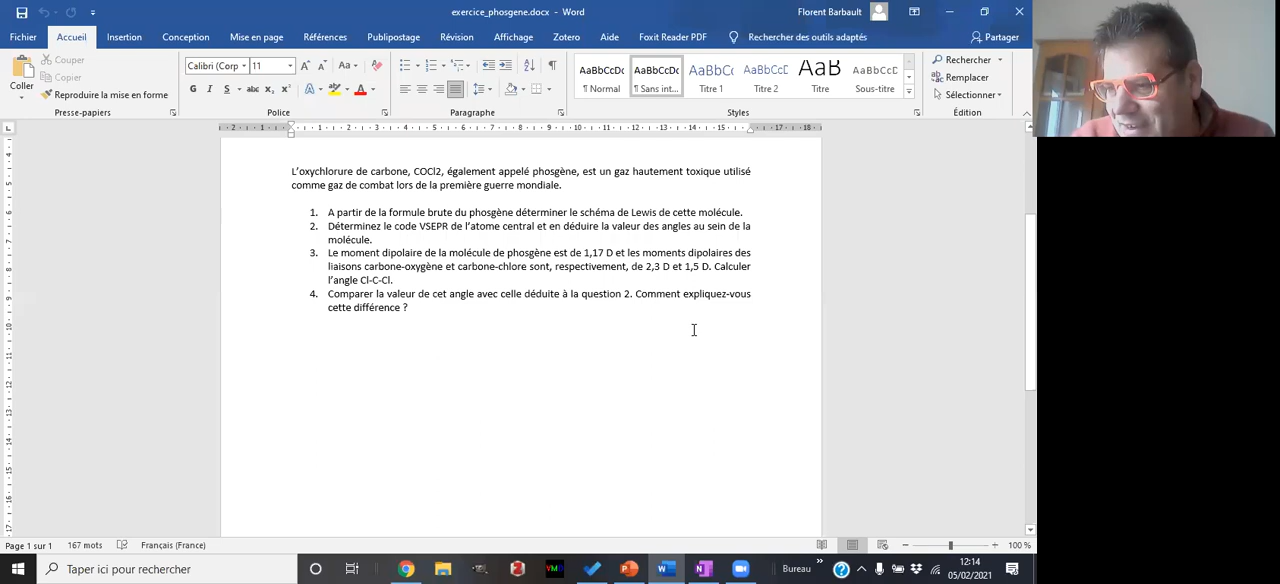 exercice_phosgene.docx - Word
Florent Barbault
Fichier Accueil Insertion Conception Mise en page Références Publipostage Révision Affichage Zotero Aide Foxit Reader PDF Rechercher des outils adaptés Partager
Coller
Couper
Copier
Reproduire la mise en forme
Presse-papiers
Calibri (Corp 11
G I S abc x₂ x²
Police
Paragraphe
AaBbCcDc AaBbCcDc AaBbCc AaBbCcD AaB AaBbCcD
¶ Normal ¶ Sans int... Titre 1 Titre 2 Titre Sous-titre
Styles
Rechercher
Remplacer
Sélectionner
Édition
L’oxychlorure de carbone, COCl2, également appelé phosgène, est un gaz hautement toxique utilisé
comme gaz de combat lors de la première guerre mondiale.
1. A partir de la formule brute du phosgène déterminer le schéma de Lewis de cette molécule.
2. Déterminez le code VSEPR de l’atome central et en déduire la valeur des angles au sein de la
molécule.
3. Le moment dipolaire de la molécule de phosgène est de 1,17 D et les moments dipolaires des
liaisons carbone-oxygène et carbone-chlore sont, respectivement, de 2,3 D et 1,5 D. Calculer
l’angle Cl-C-Cl.
4. Comparer la valeur de cet angle avec celle déduite à la question 2. Comment expliquez-vous
cette différence ?
Page 1 sur 1 167 mots Français (France) 100 %
Taper ici pour rechercher
Bureau
12:14
05/02/2021